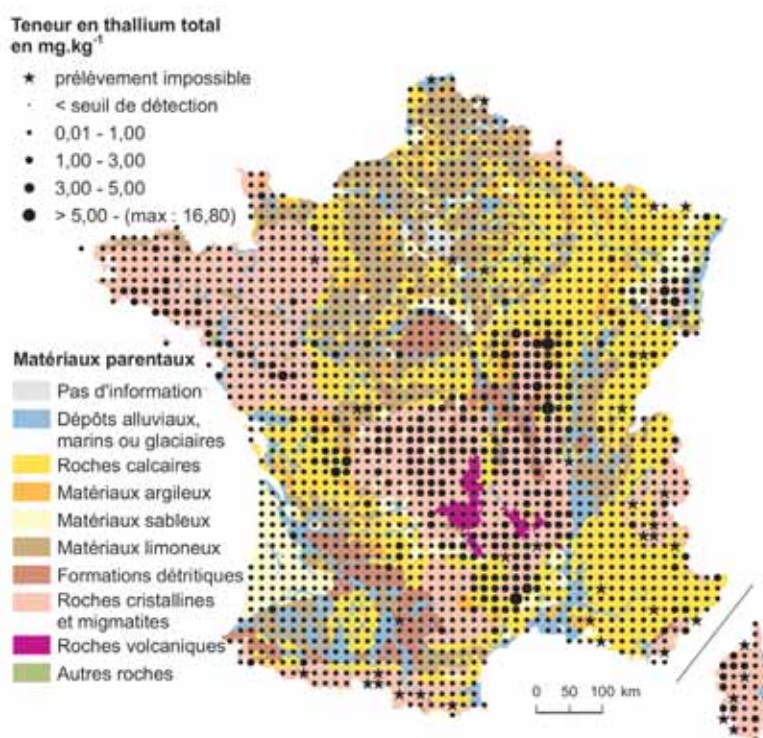 Teneur en thallium total
en mg.kg-1
prélèvement impossible
< seuil de détection
0,01 - 1,00
1,00 - 3,00
3,00 - 5,00
> 5,00 - (max : 16,80)
Matériaux parentaux
Pas d'information
Dépôts alluviaux,
marins ou glaciaires
Roches calcaires
Matériaux argileux
Matériaux sableux
Matériaux limoneux
Formations détritiques
Roches cristallines
et migmatites
Roches volcaniques
Autres roches
0 50 100 km